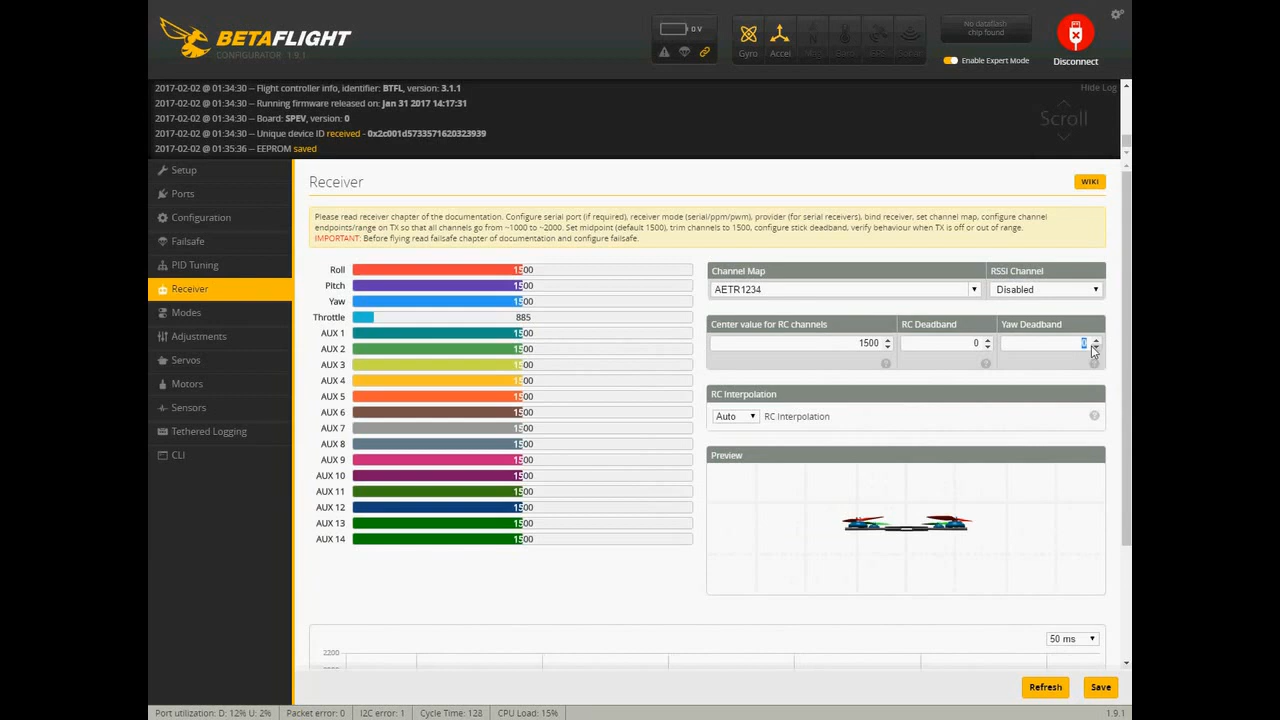 BETAFLIGHT
CONFIGURATOR 1.9.1
0 V
Gyro
Accel
No dataflash
chip found
Enable Expert Mode
Disconnect
Hide Log
Scroll
2017-02-02 @ 01:34:30 -- Flight controller info, identifier: BTFL, version: 3.1.1
2017-02-02 @ 01:34:30 -- Running firmware released on: Jan 31 2017 14:17:31
2017-02-02 @ 01:34:30 -- Board: SPEV, version: 0
2017-02-02 @ 01:34:30 -- Unique device ID received - 0x2c001d5733571620323939
2017-02-02 @ 01:35:36 -- EEPROM saved
Setup
Ports
Configuration
Failsafe
PID Tuning
Receiver
Modes
Adjustments
Servos
Motors
Sensors
Tethered Logging
CLI
Receiver
WIKI
Please read receiver chapter of the documentation. Configure serial port (if required), receiver mode (serial/ppm/pwm), provider (for serial receivers), bind receiver, set channel map, configure channel
endpoints/range on TX so that all channels go from ~1000 to ~2000. Set midpoint (default 1500), trim channels to 1500, configure stick deadband, verify behaviour when TX is off or out of range.
IMPORTANT: Before flying read failsafe chapter of documentation and configure failsafe.
Roll 1500
Pitch 1500
Yaw 1500
Throttle 885
AUX 1 1500
AUX 2 1500
AUX 3 1500
AUX 4 1500
AUX 5 1500
AUX 6 1500
AUX 7 1500
AUX 8 1500
AUX 9 1500
AUX 10 1500
AUX 11 1500
AUX 12 1500
AUX 13 1500
AUX 14 1500
Channel Map RSSI Channel
AETR1234 Disabled
Center value for RC channels RC Deadband Yaw Deadband
1500 0 0
RC Interpolation
Auto RC Interpolation
Preview
50 ms
2200
Refresh Save
Port utilization: D: 12% U: 2% Packet error: 0 I2C error: 1 Cycle Time: 128 CPU Load: 15% 1.9.1